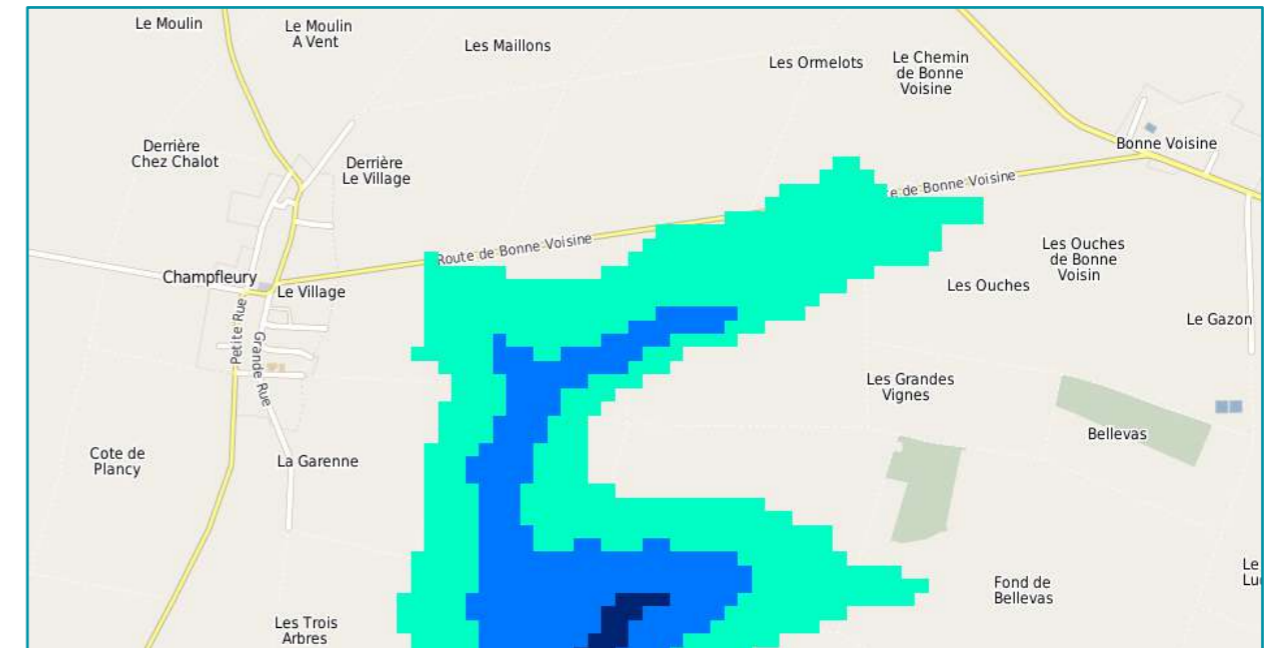 Le Moulin
Le Moulin
A Vent
Les Maillons
Les Ormelots
Le Chemin
de Bonne
Voisine
Derrière
Chez Chalot
Derrière
Le Village
Bonne Voisine
e de Bonne Voisine
Route de Bonne Voisine
Les Ouches
de Bonne
Voisin
Champfleury
Le Village
Les Ouches
Petite Rue
Grande Rue
Le Gazon
Les Grandes
Vignes
Bellevas
Cote de
Plancy
La Garenne
Fond de
Bellevas
Le
Les Trois
Arbres